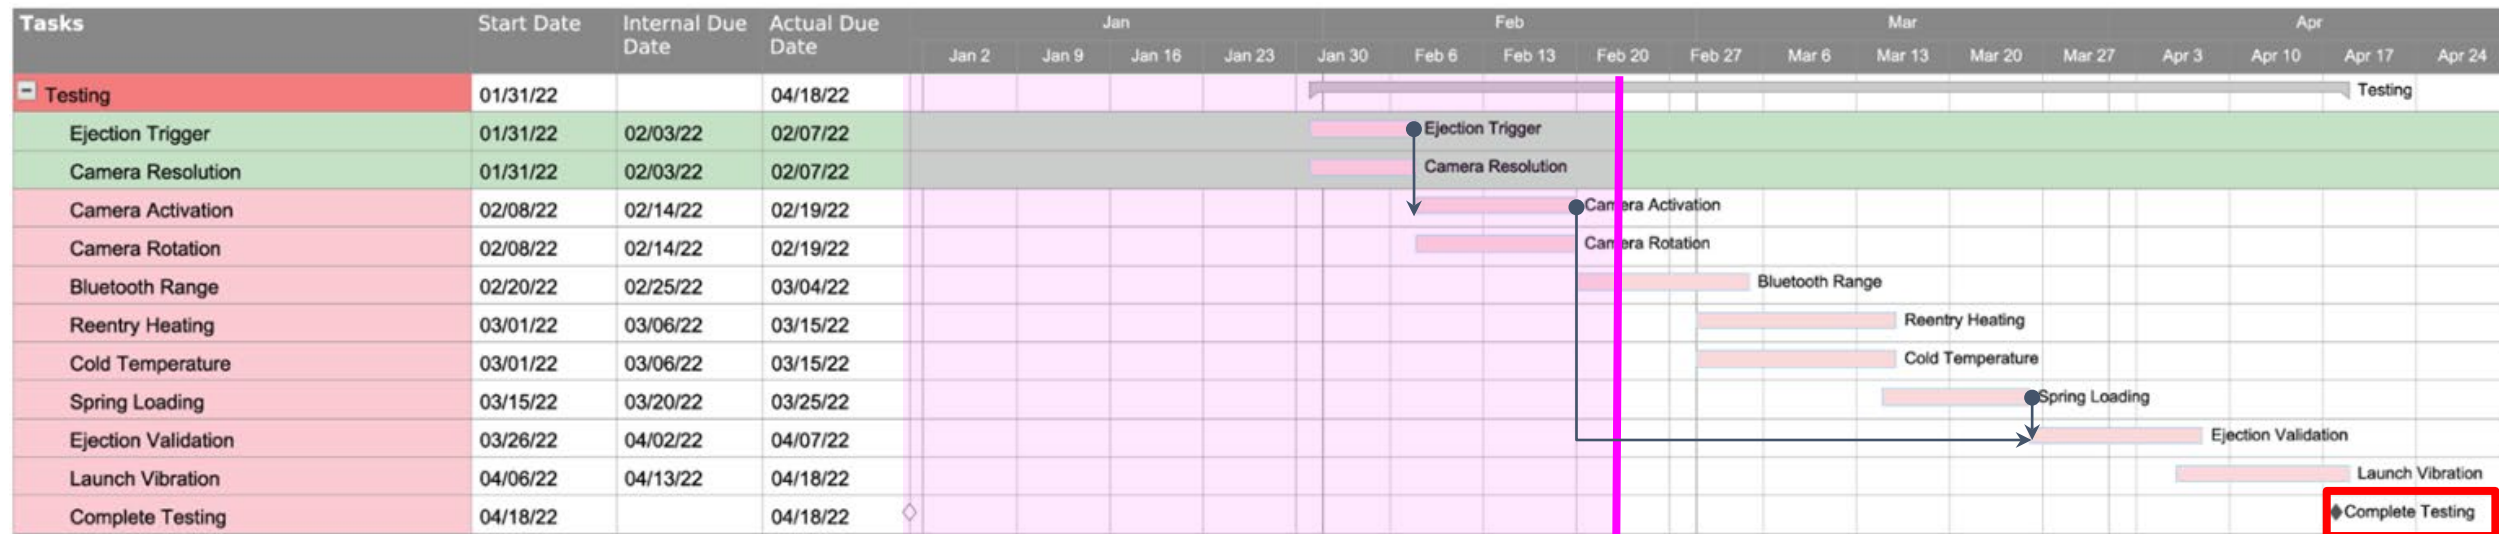 Tasks Start Date Internal Due Date Actual Due Date Jan Feb Mar Apr
Jan 2 Jan 9 Jan 16 Jan 23 Jan 30 Feb 6 Feb 13 Feb 20 Feb 27 Mar 6 Mar 13 Mar 20 Mar 27 Apr 3 Apr 10 Apr 17 Apr 24
Testing 01/31/22 04/18/22 Testing
Ejection Trigger 01/31/22 02/03/22 02/07/22 Ejection Trigger
Camera Resolution 01/31/22 02/03/22 02/07/22 Camera Resolution
Camera Activation 02/08/22 02/14/22 02/19/22 Camera Activation
Camera Rotation 02/08/22 02/14/22 02/19/22 Camera Rotation
Bluetooth Range 02/20/22 02/25/22 03/04/22 Bluetooth Range
Reentry Heating 03/01/22 03/06/22 03/15/22 Reentry Heating
Cold Temperature 03/01/22 03/06/22 03/15/22 Cold Temperature
Spring Loading 03/15/22 03/20/22 03/25/22 Spring Loading
Ejection Validation 03/26/22 04/02/22 04/07/22 Ejection Validation
Launch Vibration 04/06/22 04/13/22 04/18/22 Launch Vibration
Complete Testing 04/18/22 04/18/22 Complete Testing